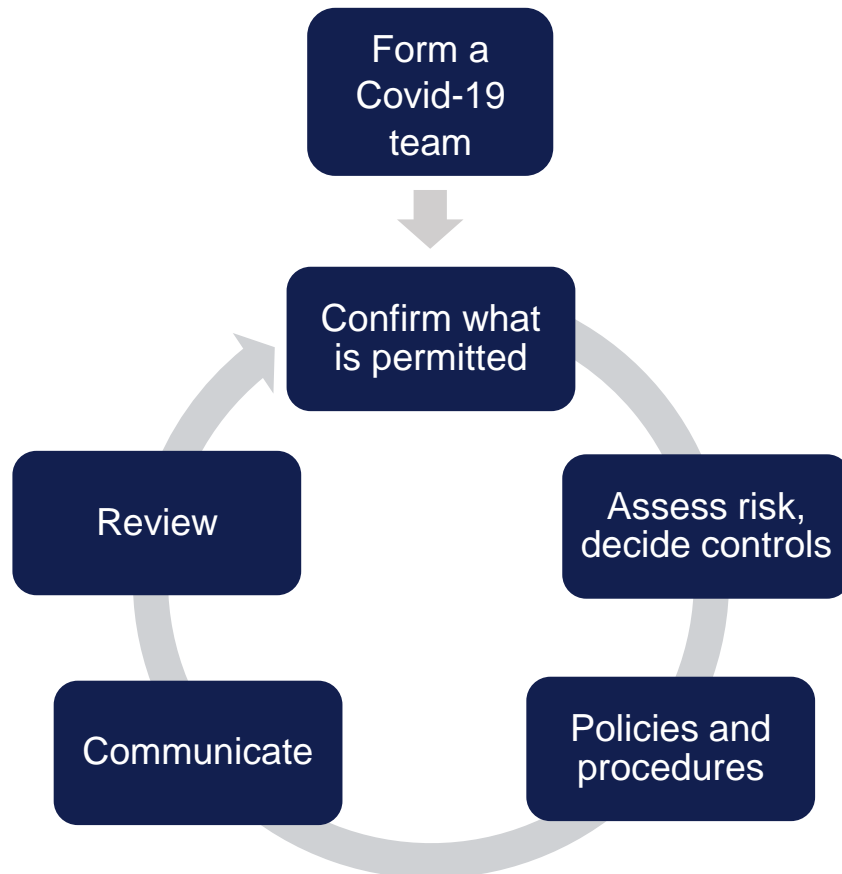 Form a
Covid-19
team
Confirm what
is permitted
Assess risk,
decide controls
Policies and
procedures
Communicate
Review